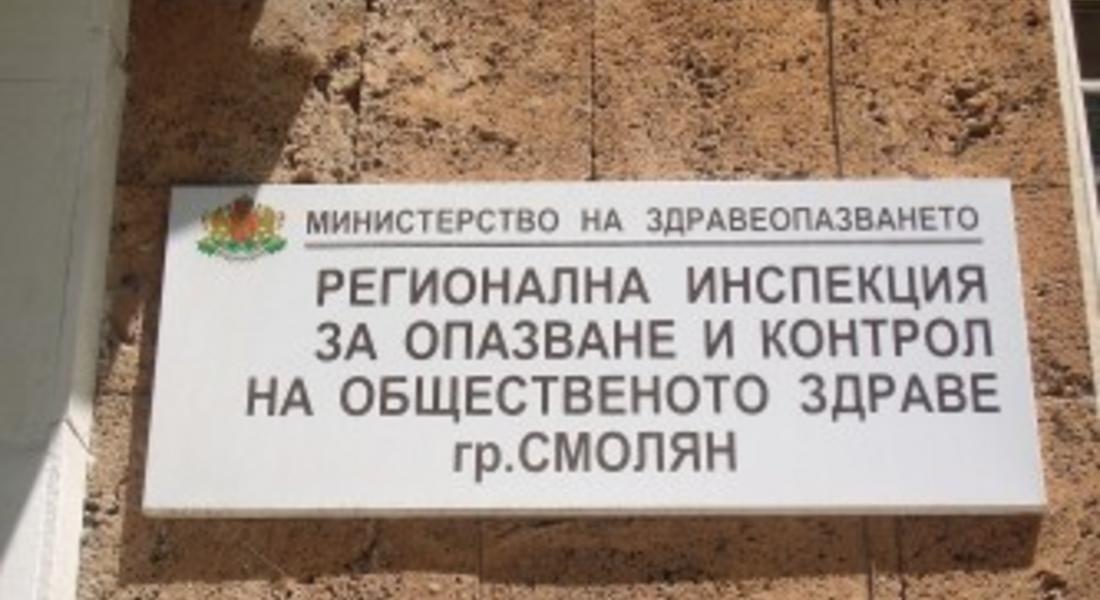 МИНИСТЕРСТВО НА ЗДРАВЕОПАЗВАНЕТО
РЕГИОНАЛНА ИНСПЕКЦИЯ
ЗА ОПАЗВАНЕ И КОНТРОЛ
НА ОБЩЕСТВЕНОТО ЗДРАВЕ
гр.СМОЛЯН